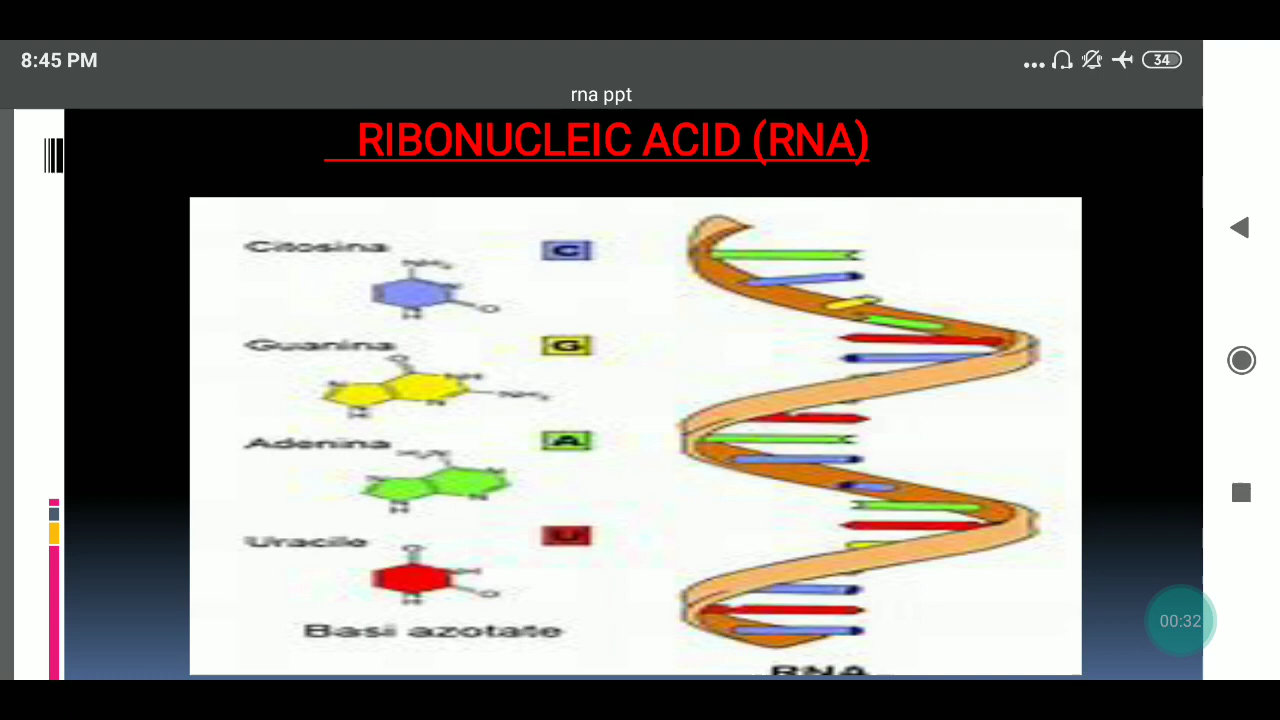 8:45 PM
34
rna ppt
RIBONUCLEIC ACID (RNA)
Citosina
C
Guanina
G
Adenina
A
Uracile
U
Basi azotate
RNA
00:32